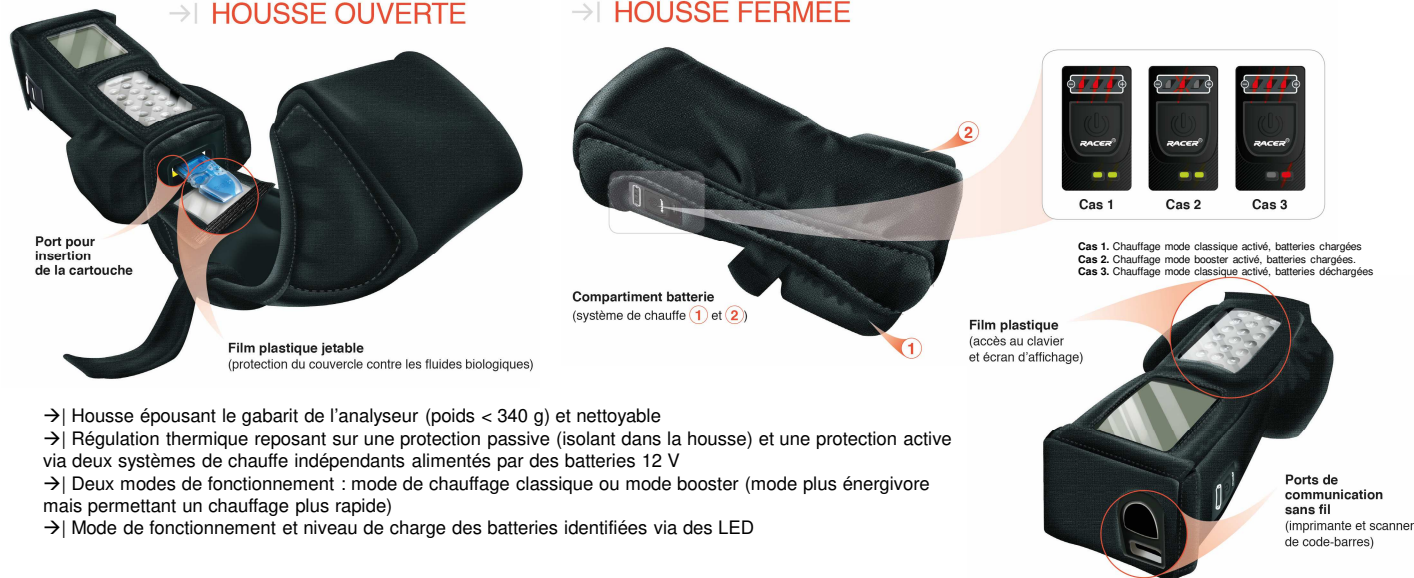 →| HOUSSE OUVERTE
→| HOUSSE FERMEE
Port pour
insertion
de la cartouche
Film plastique jetable
(protection du couvercle contre les fluides biologiques)
2
Compartiment batterie
(système de chauffe 1 et 2)
1
RACER®
RACER®
RACER®
Cas 1
Cas 2
Cas 3
Cas 1. Chauffage mode classique activé, batteries chargées
Cas 2. Chauffage mode booster activé, batteries chargées.
Cas 3. Chauffage mode classique activé, batteries déchargées
Film plastique
(accès au clavier
et écran d’affichage)
Ports de
communication
sans fil
(imprimante et scanner
de code-barres)
→| Housse épousant le gabarit de l’analyseur (poids < 340 g) et nettoyable
→| Régulation thermique reposant sur une protection passive (isolant dans la housse) et une protection active
via deux systèmes de chauffe indépendants alimentés par des batteries 12 V
→| Deux modes de fonctionnement : mode de chauffage classique ou mode booster (mode plus énergivore
mais permettant un chauffage plus rapide)
→| Mode de fonctionnement et niveau de charge des batteries identifiées via des LED